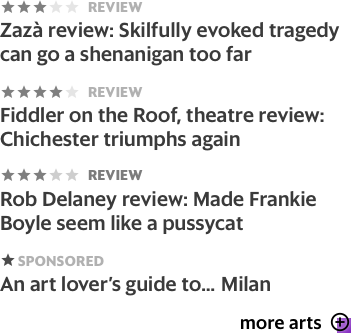 REVIEW
Zazà review: Skilfully evoked tragedy
can go a shenanigan too far
REVIEW
Fiddler on the Roof, theatre review:
Chichester triumphs again
REVIEW
Rob Delaney review: Made Frankie
Boyle seem like a pussycat
SPONSORED
An art lover's guide to... Milan
more arts